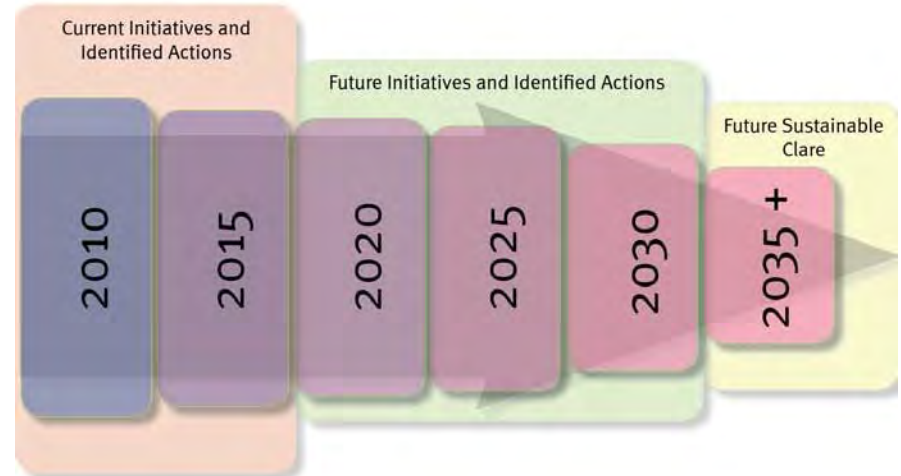 Current Initiatives and
Identified Actions
Future Initiatives and Identified Actions
Future Sustainable
Clare
2010
2015
2020
2025
2030
2035 +